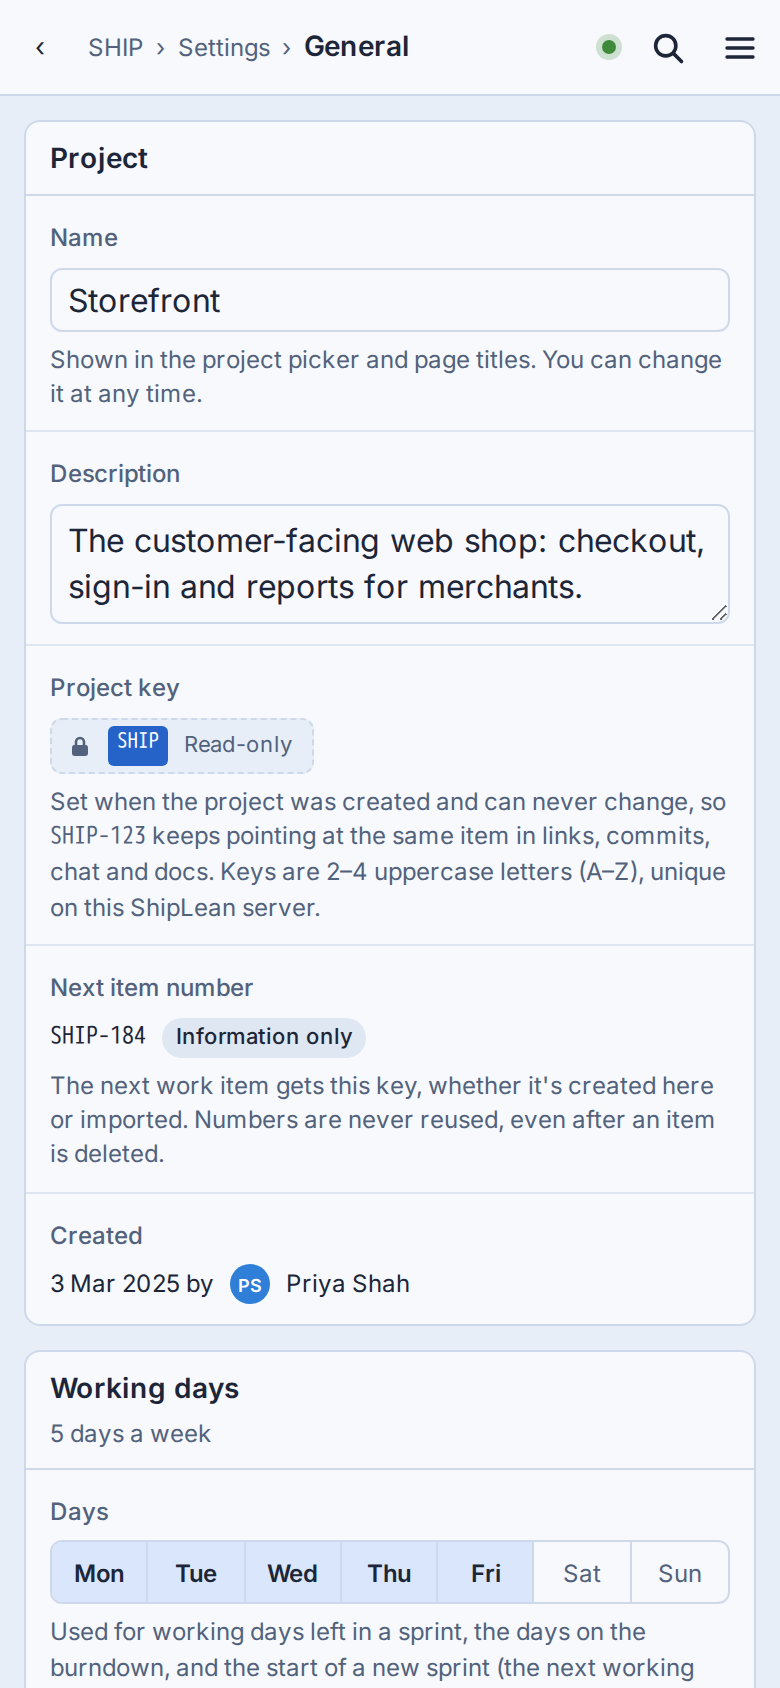 ‹ SHIP › Settings › General
Project
Name
Storefront
Shown in the project picker and page titles. You can change
it at any time.
Description
The customer-facing web shop: checkout,
sign-in and reports for merchants.
Project key
SHIP Read-only
Set when the project was created and can never change, so
SHIP-123 keeps pointing at the same item in links, commits,
chat and docs. Keys are 2–4 uppercase letters (A–Z), unique
on this ShipLean server.
Next item number
SHIP-184 Information only
The next work item gets this key, whether it's created here
or imported. Numbers are never reused, even after an item
is deleted.
Created
3 Mar 2025 by PS Priya Shah
Working days
5 days a week
Days
Mon Tue Wed Thu Fri Sat Sun
Used for working days left in a sprint, the days on the
burndown, and the start of a new sprint (the next working